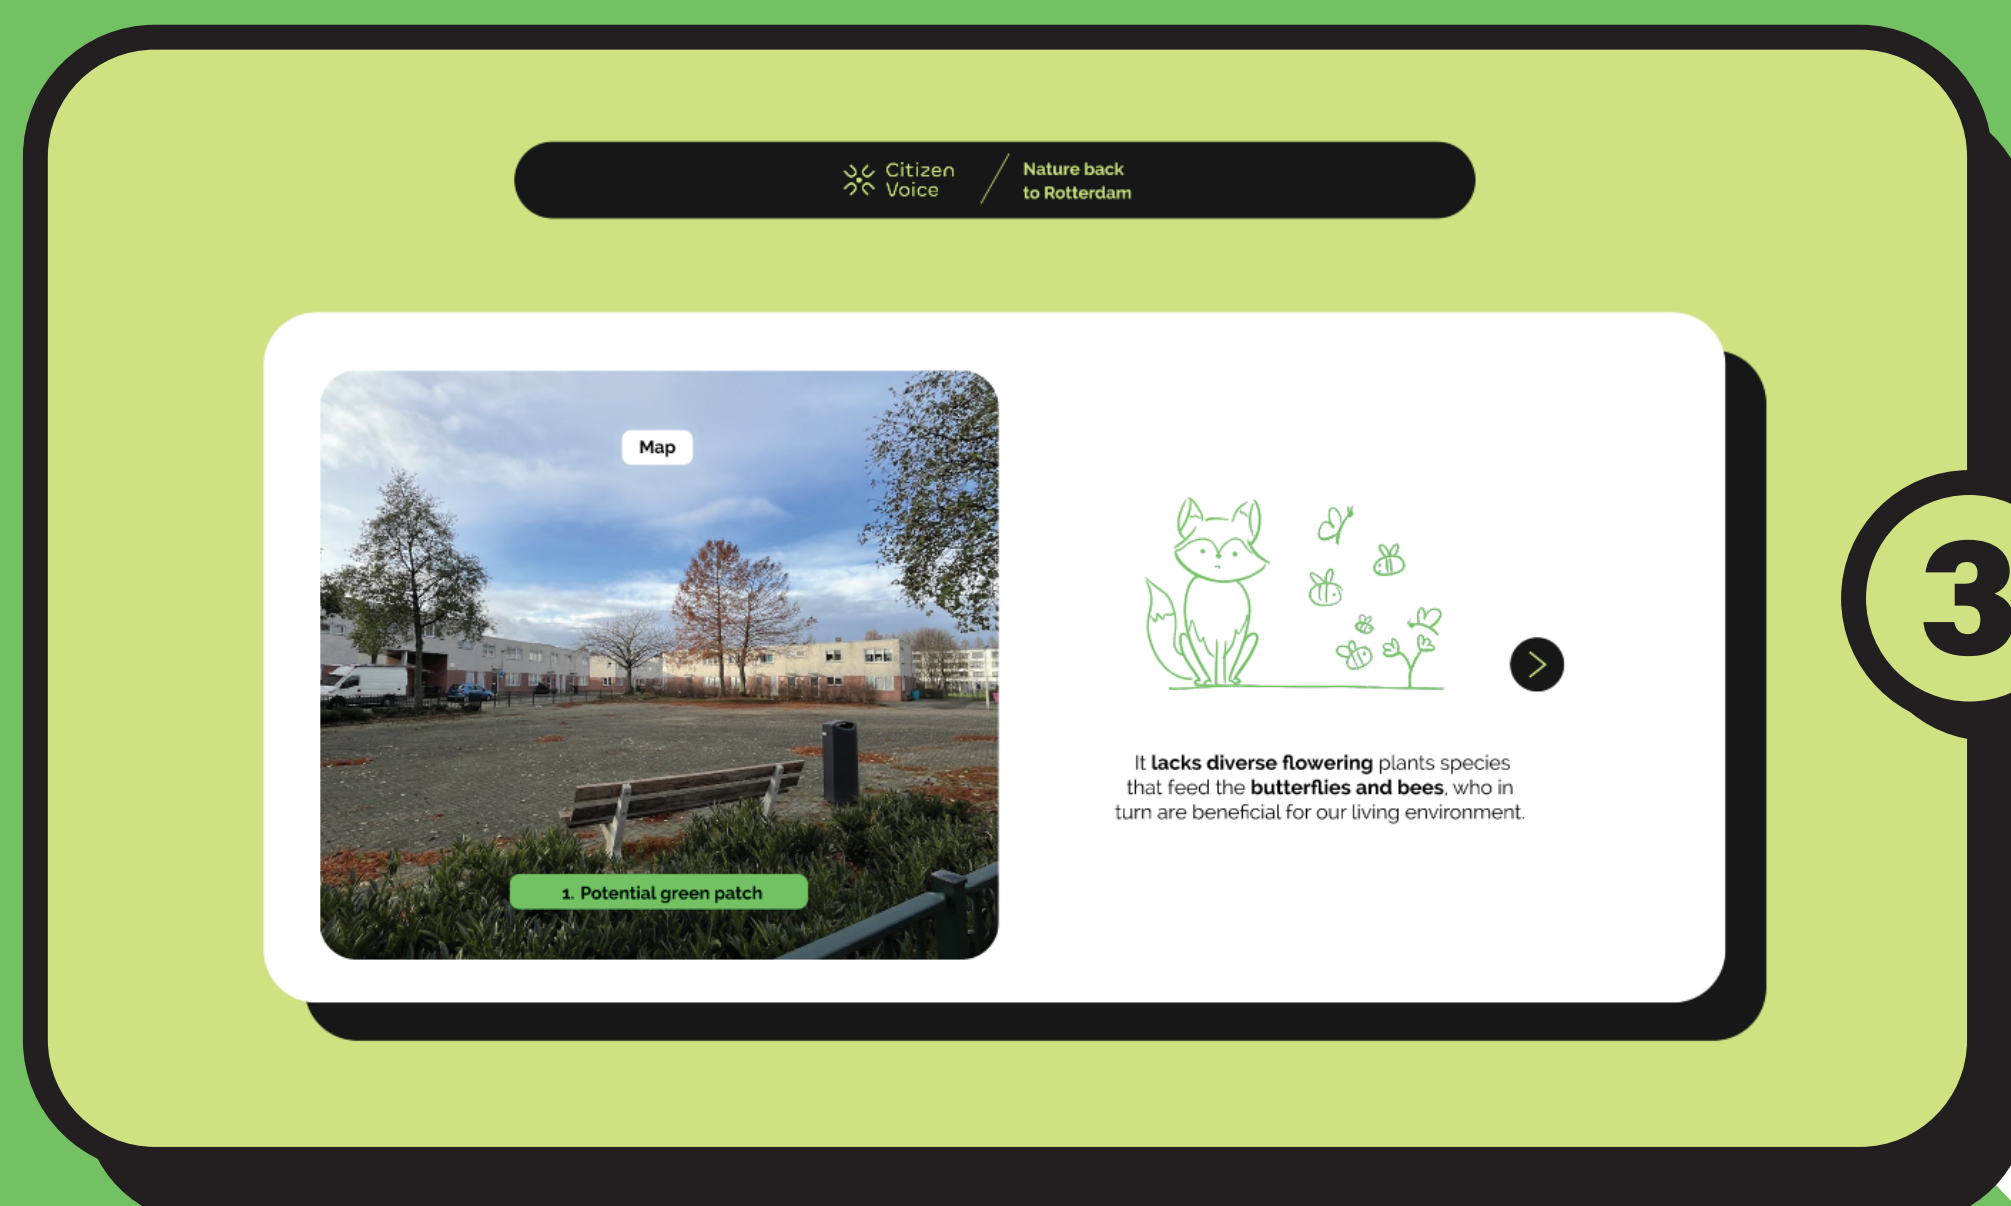 Citizen
Voice
Nature back
to Rotterdam
Map
1. Potential green patch
It lacks diverse flowering plants species
that feed the butterflies and bees, who in
turn are beneficial for our living environment.
3